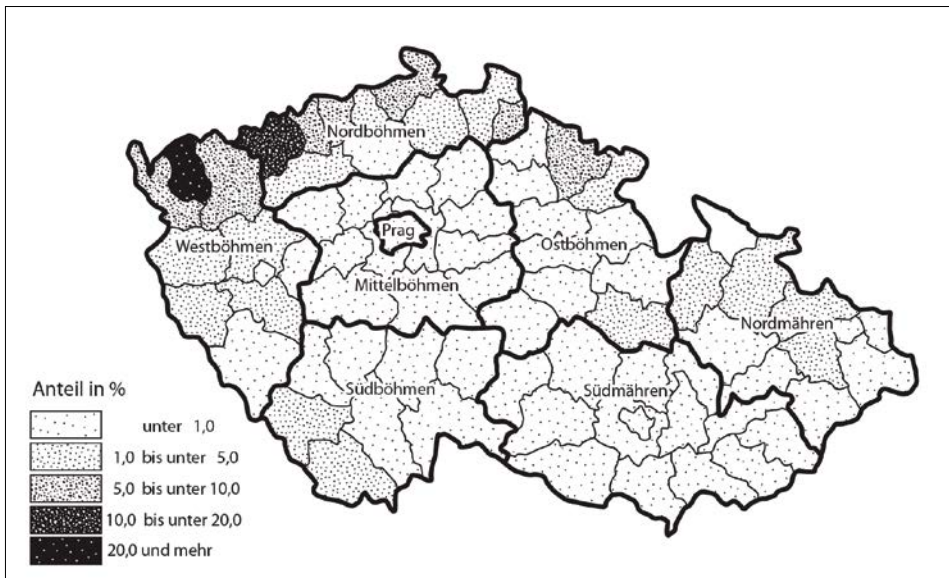 Nordböhmen
Prag
Westböhmen
Ostböhmen
Mittelböhmen
Nordmähren
Südböhmen
Südmähren
Anteil in %
unter 1,0
1,0 bis unter 5,0
5,0 bis unter 10,0
10,0 bis unter 20,0
20,0 und mehr